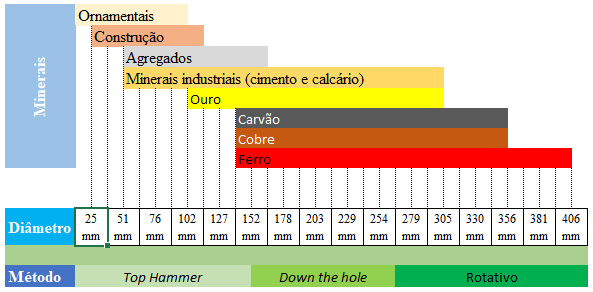 Minerais
Ornamentais
Construção
Agregados
Minerais industriais (cimento e calcário)
Ouro
Carvão
Cobre
Ferro
Diâmetro
25 mm
51 mm
76 mm
102 mm
127 mm
152 mm
178 mm
203 mm
229 mm
254 mm
279 mm
305 mm
330 mm
356 mm
381 mm
406 mm
Método
Top Hammer
Down the hole
Rotativo